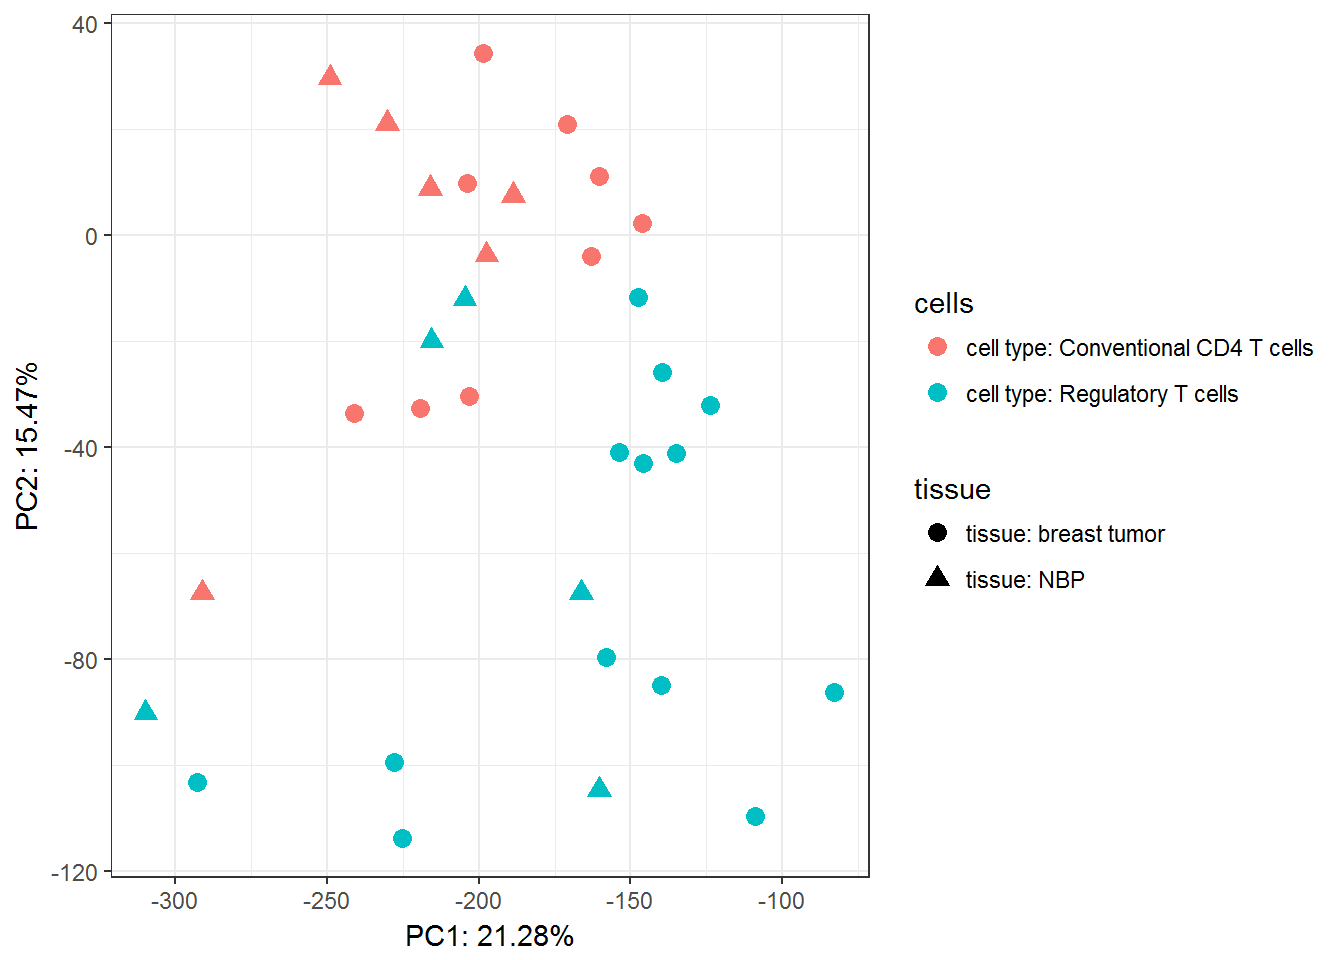 40
0
-40
-80
-120
-300
-250
-200
-150
-100
PC1: 21.28%
PC2: 15.47%
cells
cell type: Conventional CD4 T cells
cell type: Regulatory T cells
tissue
tissue: breast tumor
tissue: NBP